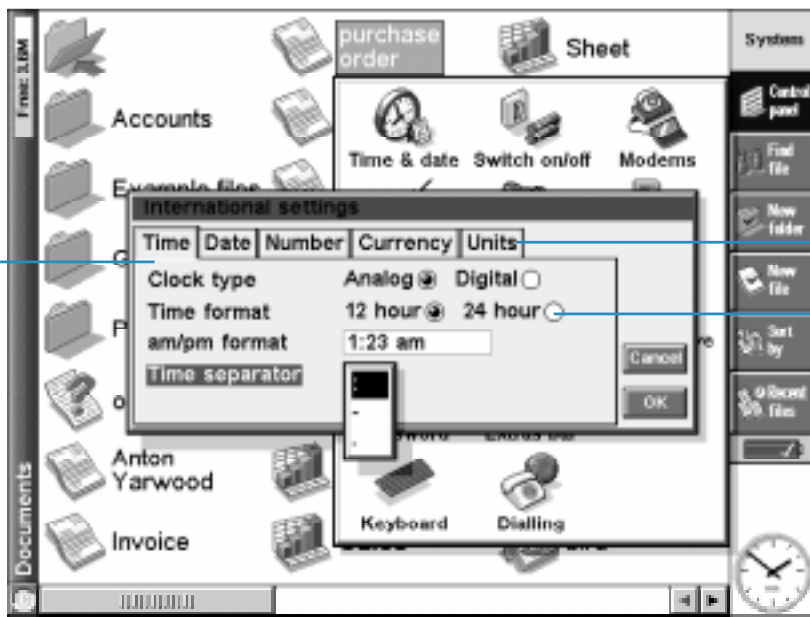 Free: 3.8M
Documents
purchase
order
Sheet
Accounts
Time & date
Switch on/off
Modems
Example files
International settings
Time
Date
Number
Currency
Units
Clock type
Analog
Digital
Time format
12 hour
24 hour
am/pm format
1:23 am
Time separator
:
-
.
Cancel
OK
Anton
Yarwood
Invoice
Keyboard
Dialling
System
Control
panel
Find
file
New
folder
New
file
Sort
by
Recent
files